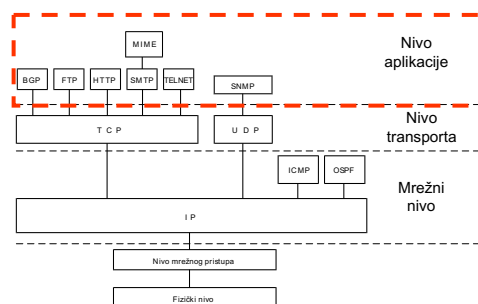 MIME
Nivo
aplikacije
BGP FTP HTTP SMTP TELNET SNMP
Nivo
transporta
T C P U D P
ICMP OSPF
Mrežni
nivo
I P
Nivo mrežnog pristupa
Fizički nivo